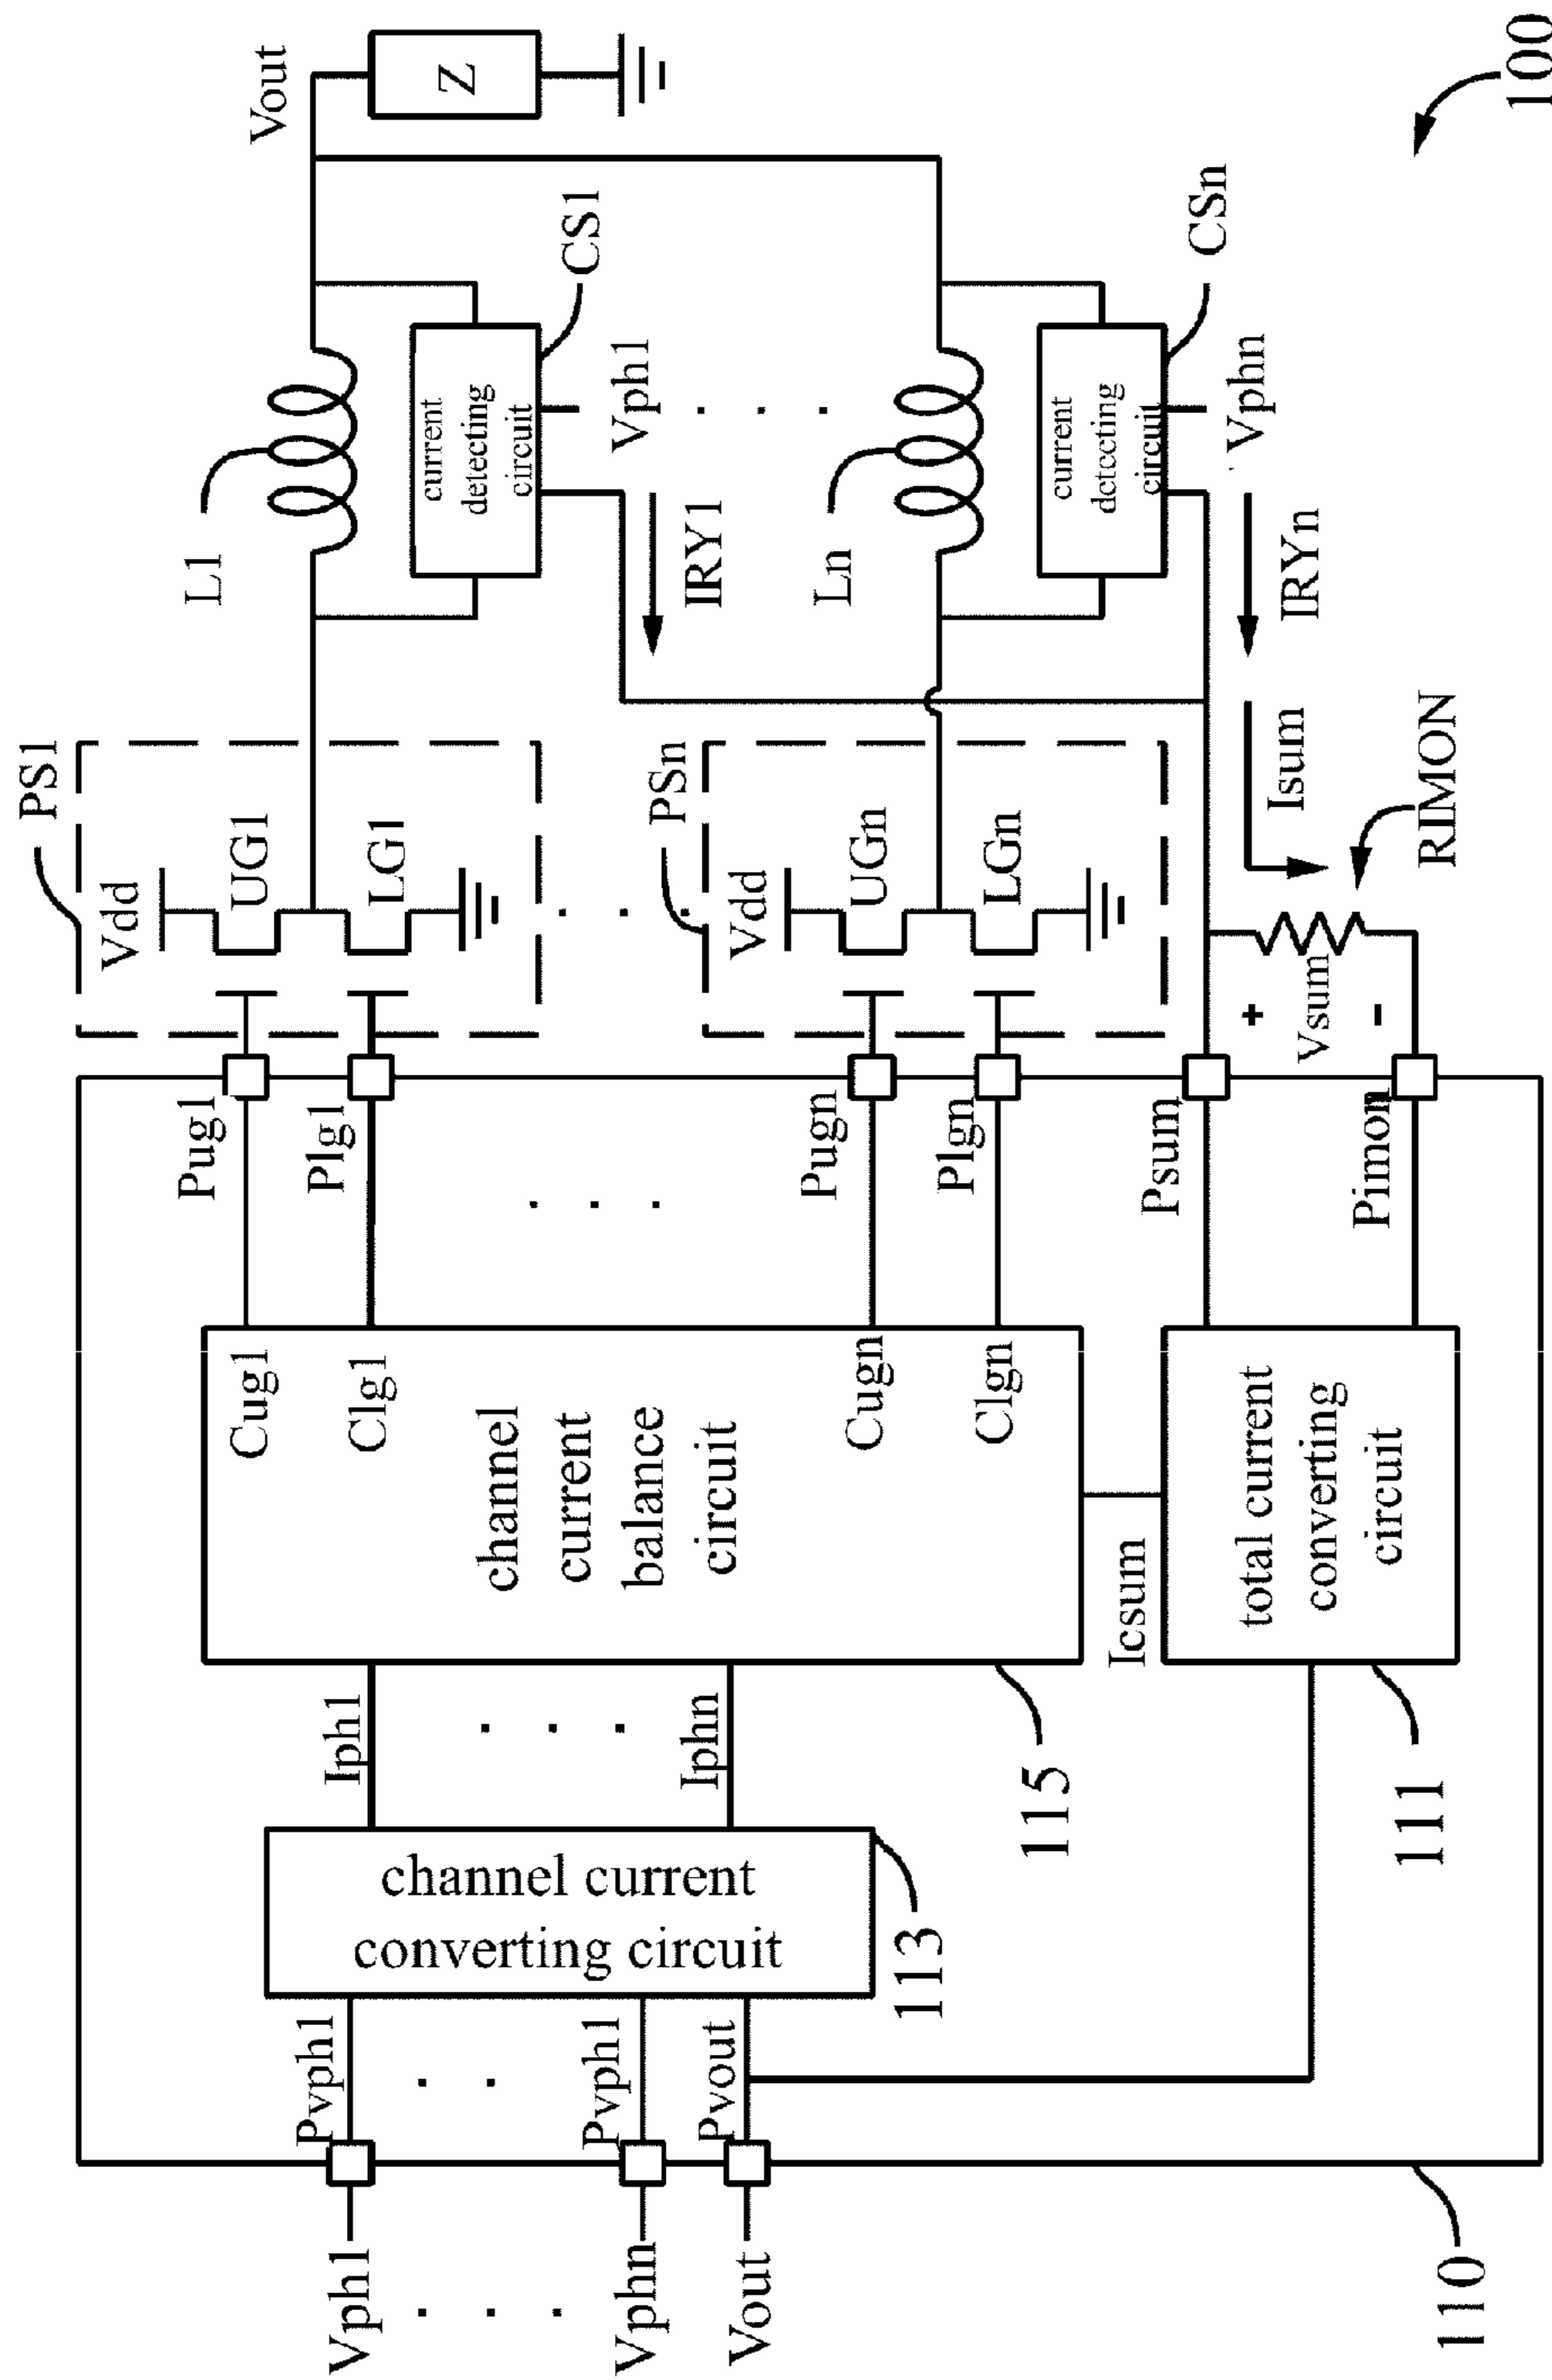 Vph1
Vphn
Vout
110
Pvph1
Pvph1
Pvout
channel current
converting circuit
113
Iph1
Iphn
115
channel
current
balance
circuit
Cug1
Clg1
Cugn
Clgn
Icsum
total current
converting
circuit
111
Pug1
Plg1
Pugn
Plgn
Psum
Pimon
+
Vsum
-
RIMON
Isum
PS1
Vdd
UG1
LG1
PSn
Vdd
UGn
LGn
L1
current
detecting
circuit
CS1
Vph1
IRY1
Ln
current
detecting
circuit
CSn
Vphn
IRYn
Vout
Z
100